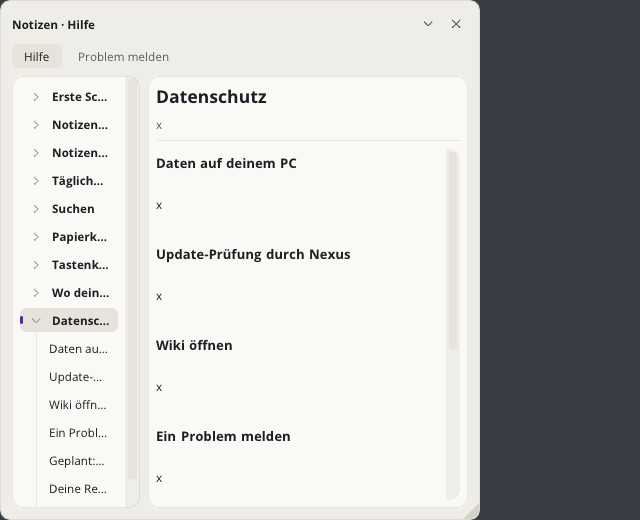 Notizen · Hilfe
Hilfe
Problem melden
Erste Sc...
Notizen...
Notizen...
Täglich...
Suchen
Papierk...
Tastenk...
Wo dein...
Datensc...
Daten au...
Update-...
Wiki öffn...
Ein Probl...
Geplant:...
Deine Re...
Datenschutz
x
Daten auf deinem PC
x
Update-Prüfung durch Nexus
x
Wiki öffnen
x
Ein Problem melden
x